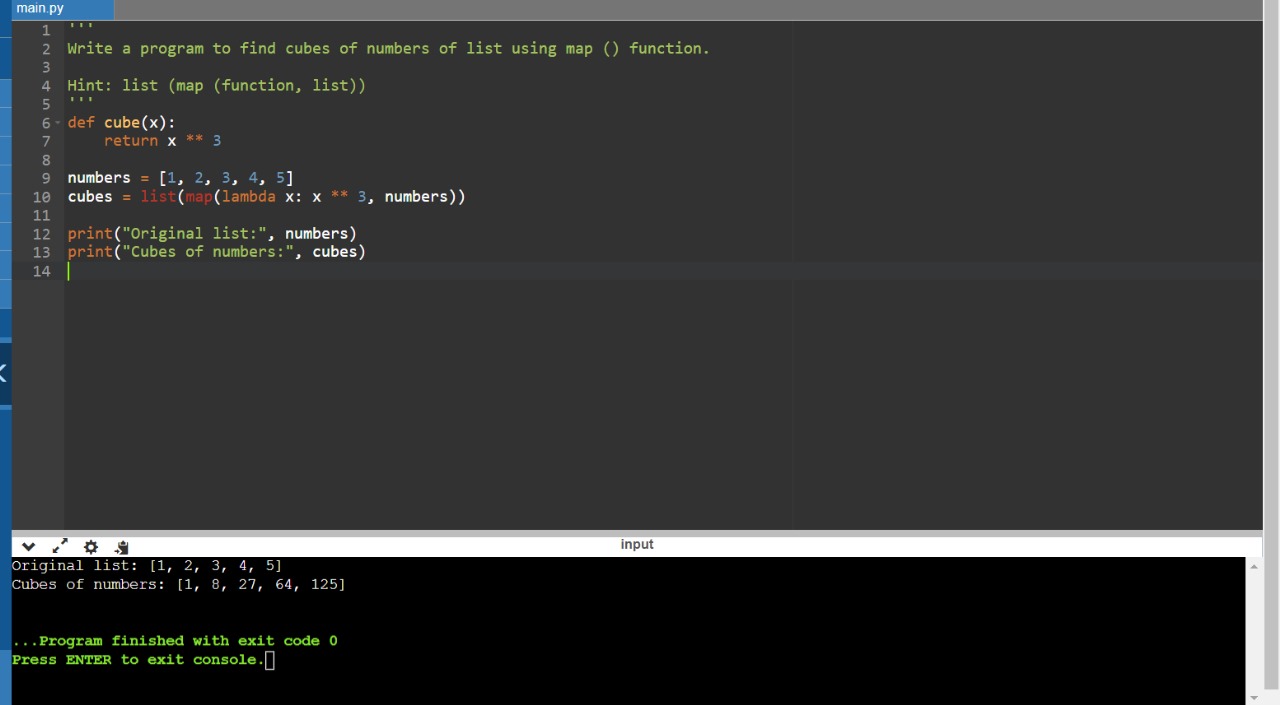 main.py
1 '''
2 Write a program to find cubes of numbers of list using map () function.
3
4 Hint: list (map (function, list))
5 '''
6 def cube(x):
7     return x ** 3
8
9 numbers = [1, 2, 3, 4, 5]
10 cubes = list(map(lambda x: x ** 3, numbers))
11
12 print("Original list:", numbers)
13 print("Cubes of numbers:", cubes)
14
input
Original list: [1, 2, 3, 4, 5]
Cubes of numbers: [1, 8, 27, 64, 125]
...Program finished with exit code 0
Press ENTER to exit console.